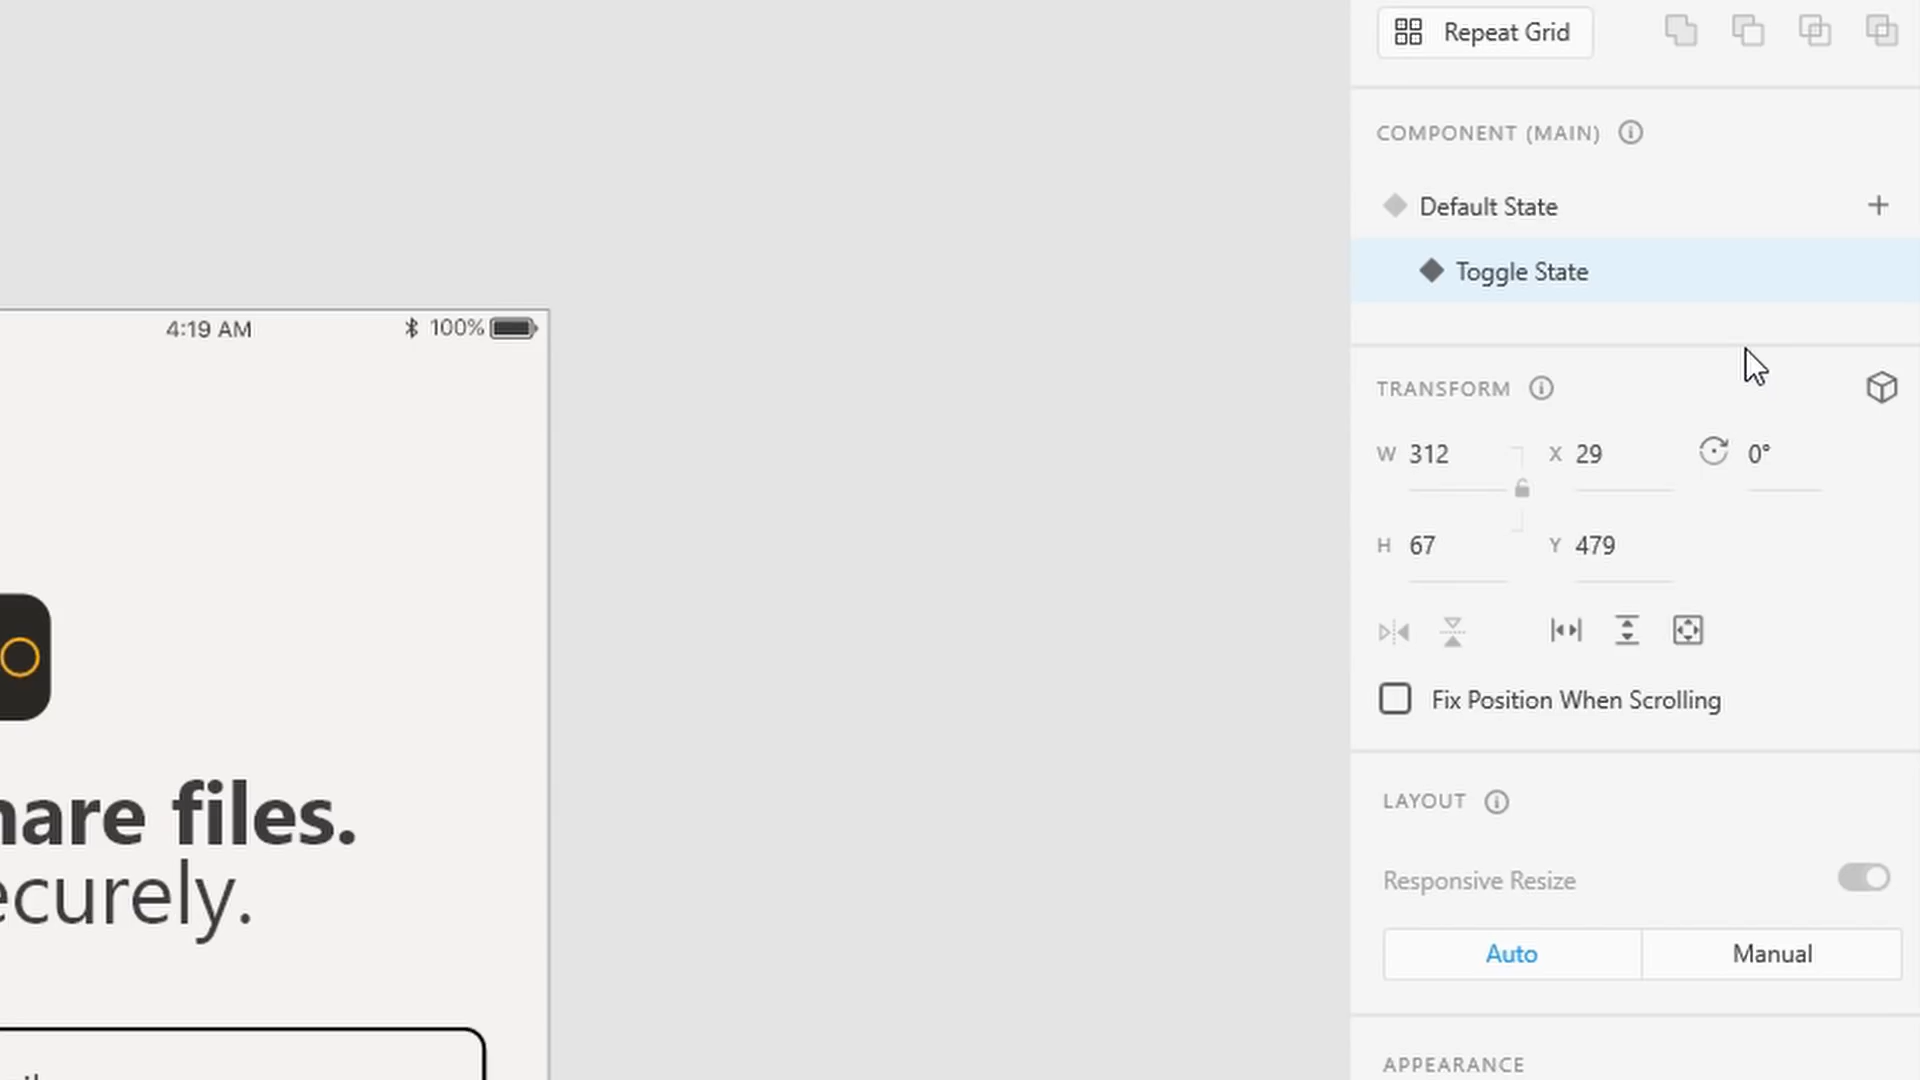 Repeat Grid
COMPONENT (MAIN)
Default State
Toggle State
4:19 AM
100%
TRANSFORM
W 312
X 29
0°
H 67
Y 479
Fix Position When Scrolling
LAYOUT
hare files.
ecurely.
Responsive Resize
Auto
Manual
APPEARANCE